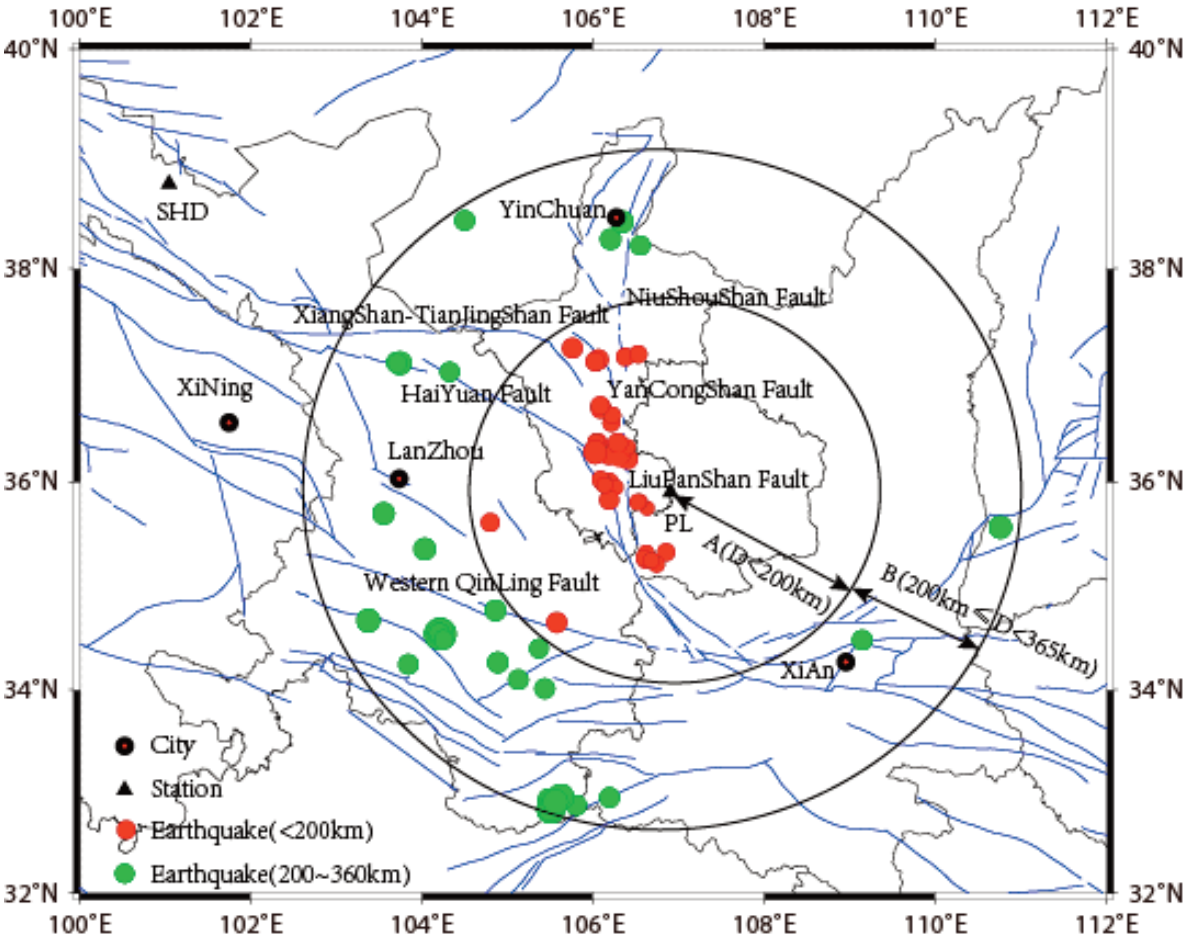 100°E 102°E 104°E 106°E 108°E 110°E 112°E
40°N 40°N
SHD
YinChuan
38°N 38°N
NiuShouShan Fault
XiangShan-TianJingShan Fault
XiNing
HaiYuan Fault
YanCongShan Fault
LanZhou
36°N 36°N
LiuPanShan Fault
PL
A(D<200km)
B(200km ≤ D<365km)
Western QinLing Fault
XiAn
34°N 34°N
City
Station
Earthquake(<200km)
Earthquake(200~360km)
32°N 32°N
100°E 102°E 104°E 106°E 108°E 110°E 112°E